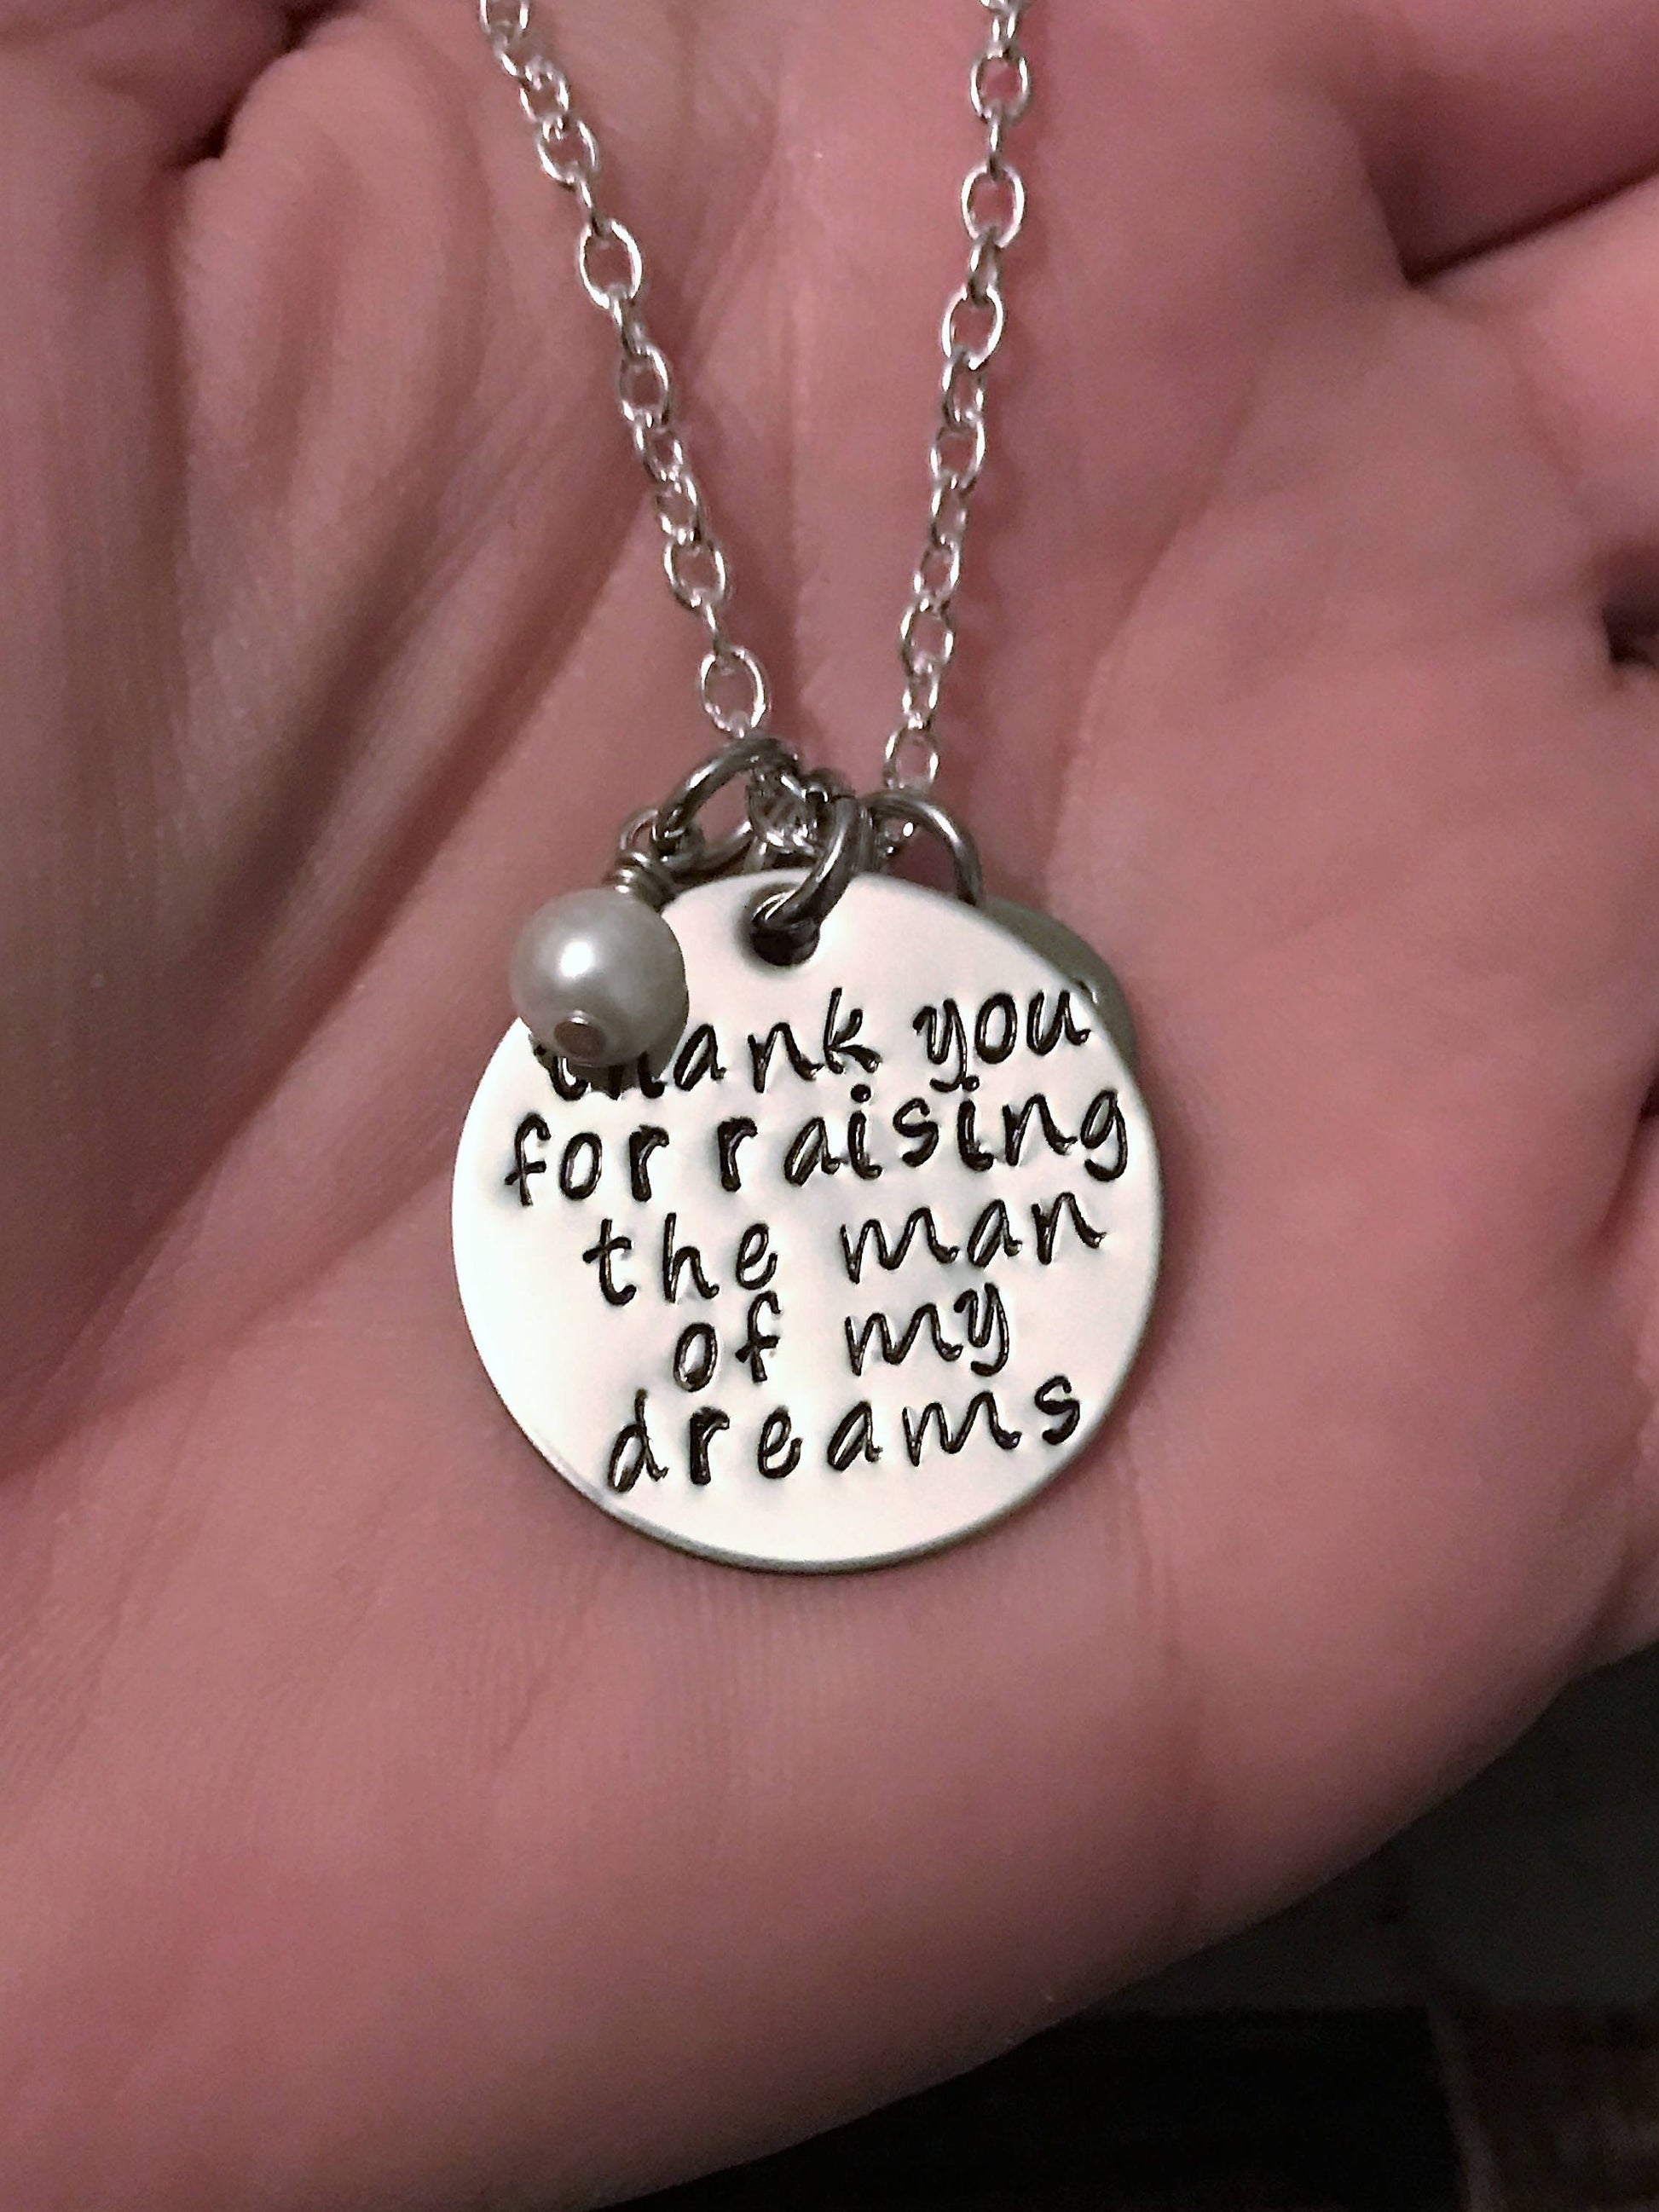 thank you
for raising
the man
of my
dreams